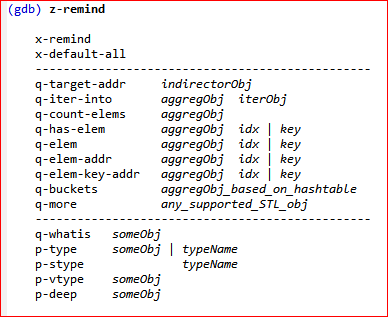 (gdb) z-remind
x-remind
x-default-all
------------------------------------------
q-target-addr indirectorObj
q-iter-into aggregObj iterObj
q-count-elems aggregObj
q-has-elem aggregObj idx | key
q-elem aggregObj idx | key
q-elem-addr aggregObj idx | key
q-elem-key-addr aggregObj idx | key
q-buckets aggregObj_based_on_hashtable
q-more any_supported_STL_obj
------------------------------------------
q-whatis someObj
p-type someObj | typeName
p-stype typeName
p-vtype someObj
p-deep someObj